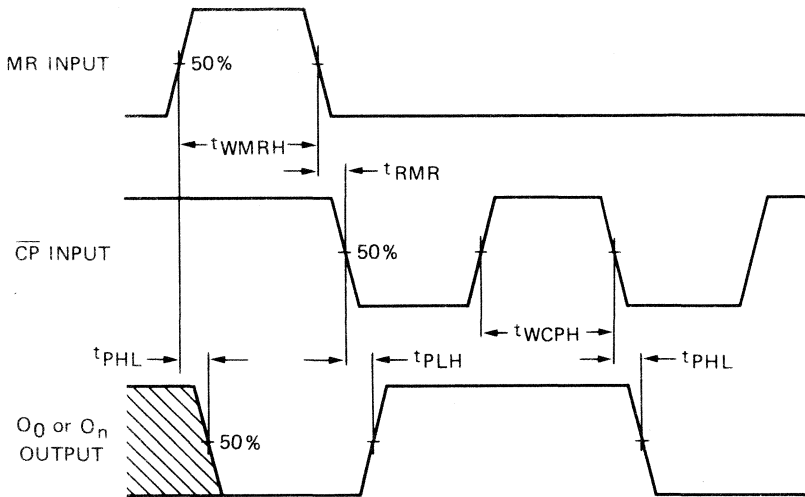 MR INPUT
50%
tWMRH
tRMR
CP INPUT
50%
tWCPH
tPHL
tPLH
tPHL
O0 or On
OUTPUT
50%